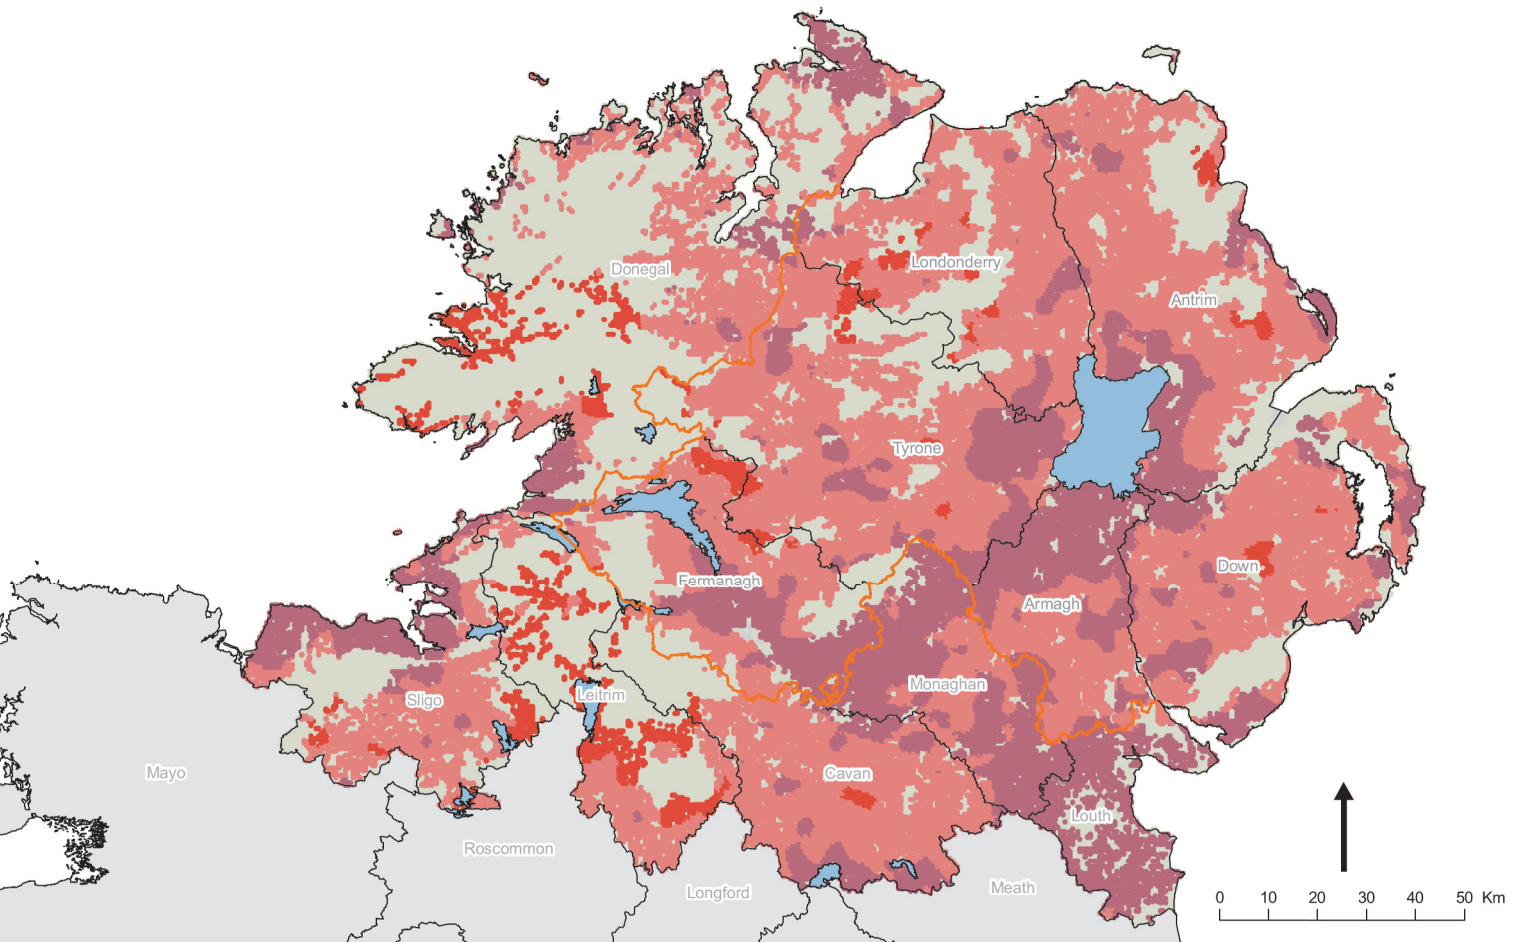 Donegal
Londonderry
Antrim
Tyrone
Fermanagh
Down
Armagh
Monaghan
Leitrim
Sligo
Mayo
Cavan
Louth
Roscommon
Longford
Meath
0 10 20 30 40 50 Km